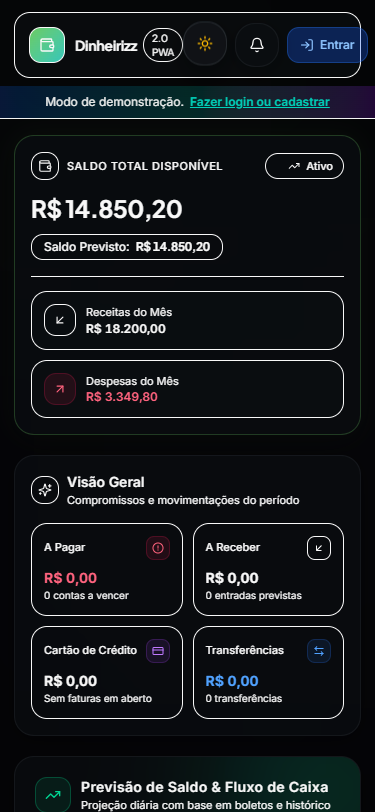 Dinheirizz
2.0
PWA
Entrar
Modo de demonstração. Fazer login ou cadastrar
SALDO TOTAL DISPONÍVEL
Ativo
R$ 14.850,20
Saldo Previsto: R$ 14.850,20
Receitas do Mês
R$ 18.200,00
Despesas do Mês
R$ 3.349,80
Visão Geral
Compromissos e movimentações do período
A Pagar
R$ 0,00
0 contas a vencer
A Receber
R$ 0,00
0 entradas previstas
Cartão de Crédito
R$ 0,00
Sem faturas em aberto
Transferências
R$ 0,00
0 transferências
Previsão de Saldo & Fluxo de Caixa
Projeção diária com base em boletos e histórico